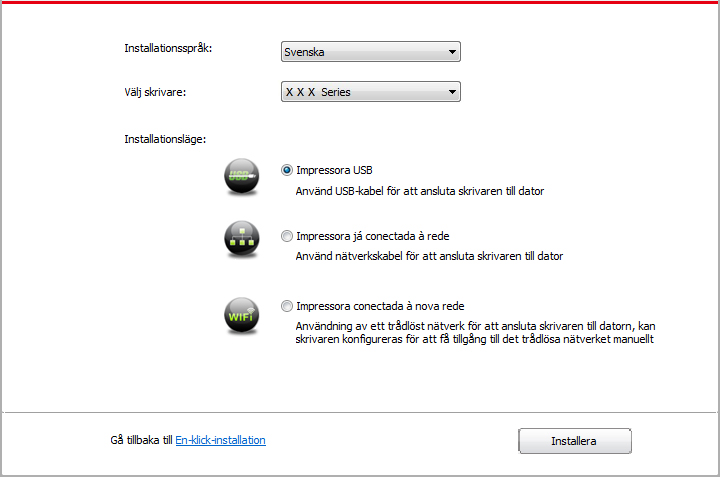 Installationsspråk: Svenska
Välj skrivare: X X X Series
Installationsläge:
USB Impressora USB
Använd USB-kabel för att ansluta skrivaren till dator
Impressora já conectada à rede
Använd nätverkskabel för att ansluta skrivaren till dator
WiFi Impressora conectada à nova rede
Användning av ett trådlöst nätverk för att ansluta skrivaren till datorn, kan
skrivaren konfigureras för att få tillgång till det trådlösa nätverket manuellt
Gå tillbaka till En-klick-installation Installera